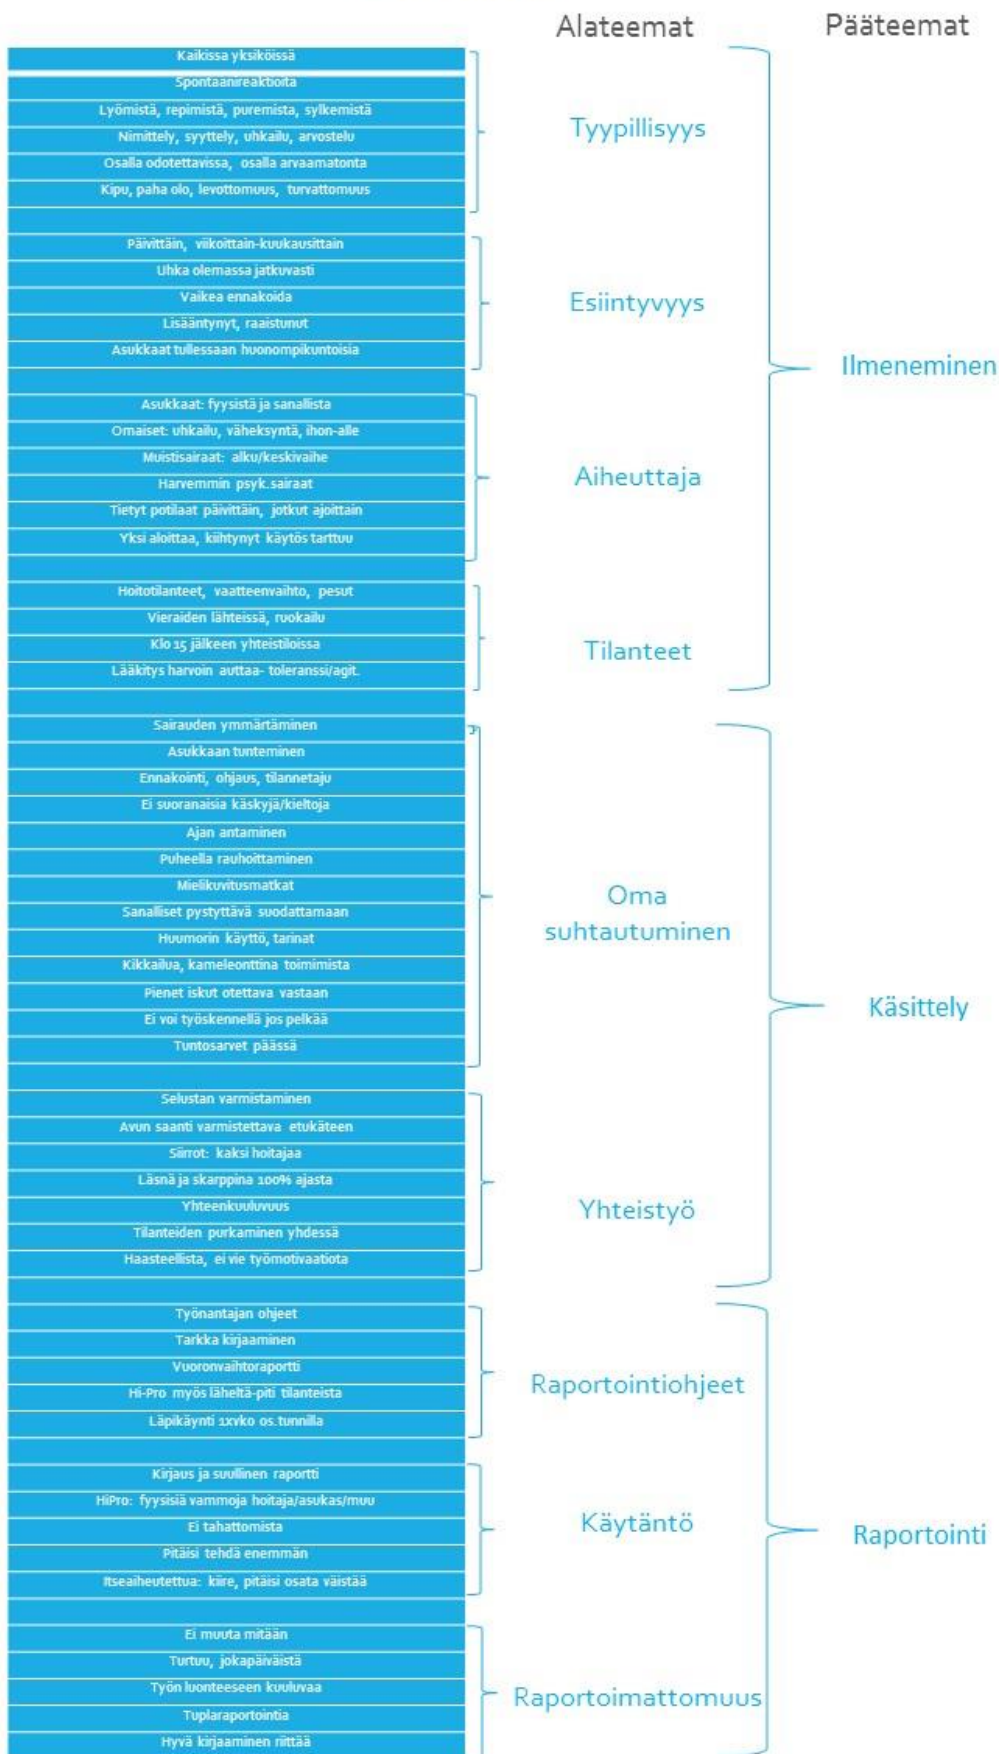 Alateemat
Pääteemat
Kaikissa yksiköissä
Spontaanireaktioita
Lyömistä, repimistä, puremista, sylkemistä
Nimittely, syyttely, uhkailu, arvostelu
Osalla odotettavissa, osalla arvaamatonta
Kipu, paha olo, levottomuus, turvattomuus
Tyypillisyys
Päivittäin, viikoittain-kuukausittain
Uhka olemassa jatkuvasti
Vaikea ennakoida
Lisääntynyt, raaistunut
Asukkaat tullessaan huonompikuntoisia
Esiintyvyys
Asukkaat: fyysistä ja sanallista
Omaiset: uhkailu, väheksyntä, ihon-alle
Muistisairaat: alku/keskivaihe
Harvemmin psyk.sairaat
Tietyt potilaat päivittäin, jotkut ajoittain
Yksi aloittaa, kiihtynyt käytös tarttuu
Aiheuttaja
Hoitotilanteet, vaatteenvaihto, pesut
Vieraiden lähteissä, ruokailu
Klo 15 jälkeen yhteistiloissa
Lääkitys harvoin auttaa- toleranssi/agit.
Tilanteet
Ilmeneminen
Sairauden ymmärtäminen
Asukkaan tunteminen
Ennakointi, ohjaus, tilannetaju
Ei suoranaisia käskyjä/kieltoja
Ajan antaminen
Puheella rauhoittaminen
Mielikuvitusmatkat
Sanalliset pystyttävä suodattamaan
Huumorin käyttö, tarinat
Kikkailua, kameleonttina toimimista
Pienet iskut otettava vastaan
Ei voi työskennellä jos pelkää
Tuntosarvet päässä
Oma
suhtautuminen
Selustan varmistaminen
Avun saanti varmistettava etukäteen
Siirrot: kaksi hoitajaa
Läsnä ja skarppina 100% ajasta
Yhteenkuuluvuus
Tilanteiden purkaminen yhdessä
Haasteellista, ei vie työmotivaatiota
Yhteistyö
Käsittely
Työnantajan ohjeet
Tarkka kirjaaminen
Vuoronvaihtoraportti
Hi-Pro myös läheltä-piti tilanteista
Läpikäynti 1xvko os.tunnilla
Raportointiohjeet
Kirjaus ja suullinen raportti
HiPro: fyysisiä vammoja hoitaja/asukas/muu
Ei tahattomista
Pitäisi tehdä enemmän
Itseaiheutettua: kiire, pitäisi osata väistää
Käytäntö
Ei muuta mitään
Turtuu, jokapäiväistä
Työn luonteeseen kuuluvaa
Tuplaraportointia
Hyvä kirjaaminen riittää
Raportoimattomuus
Raportointi